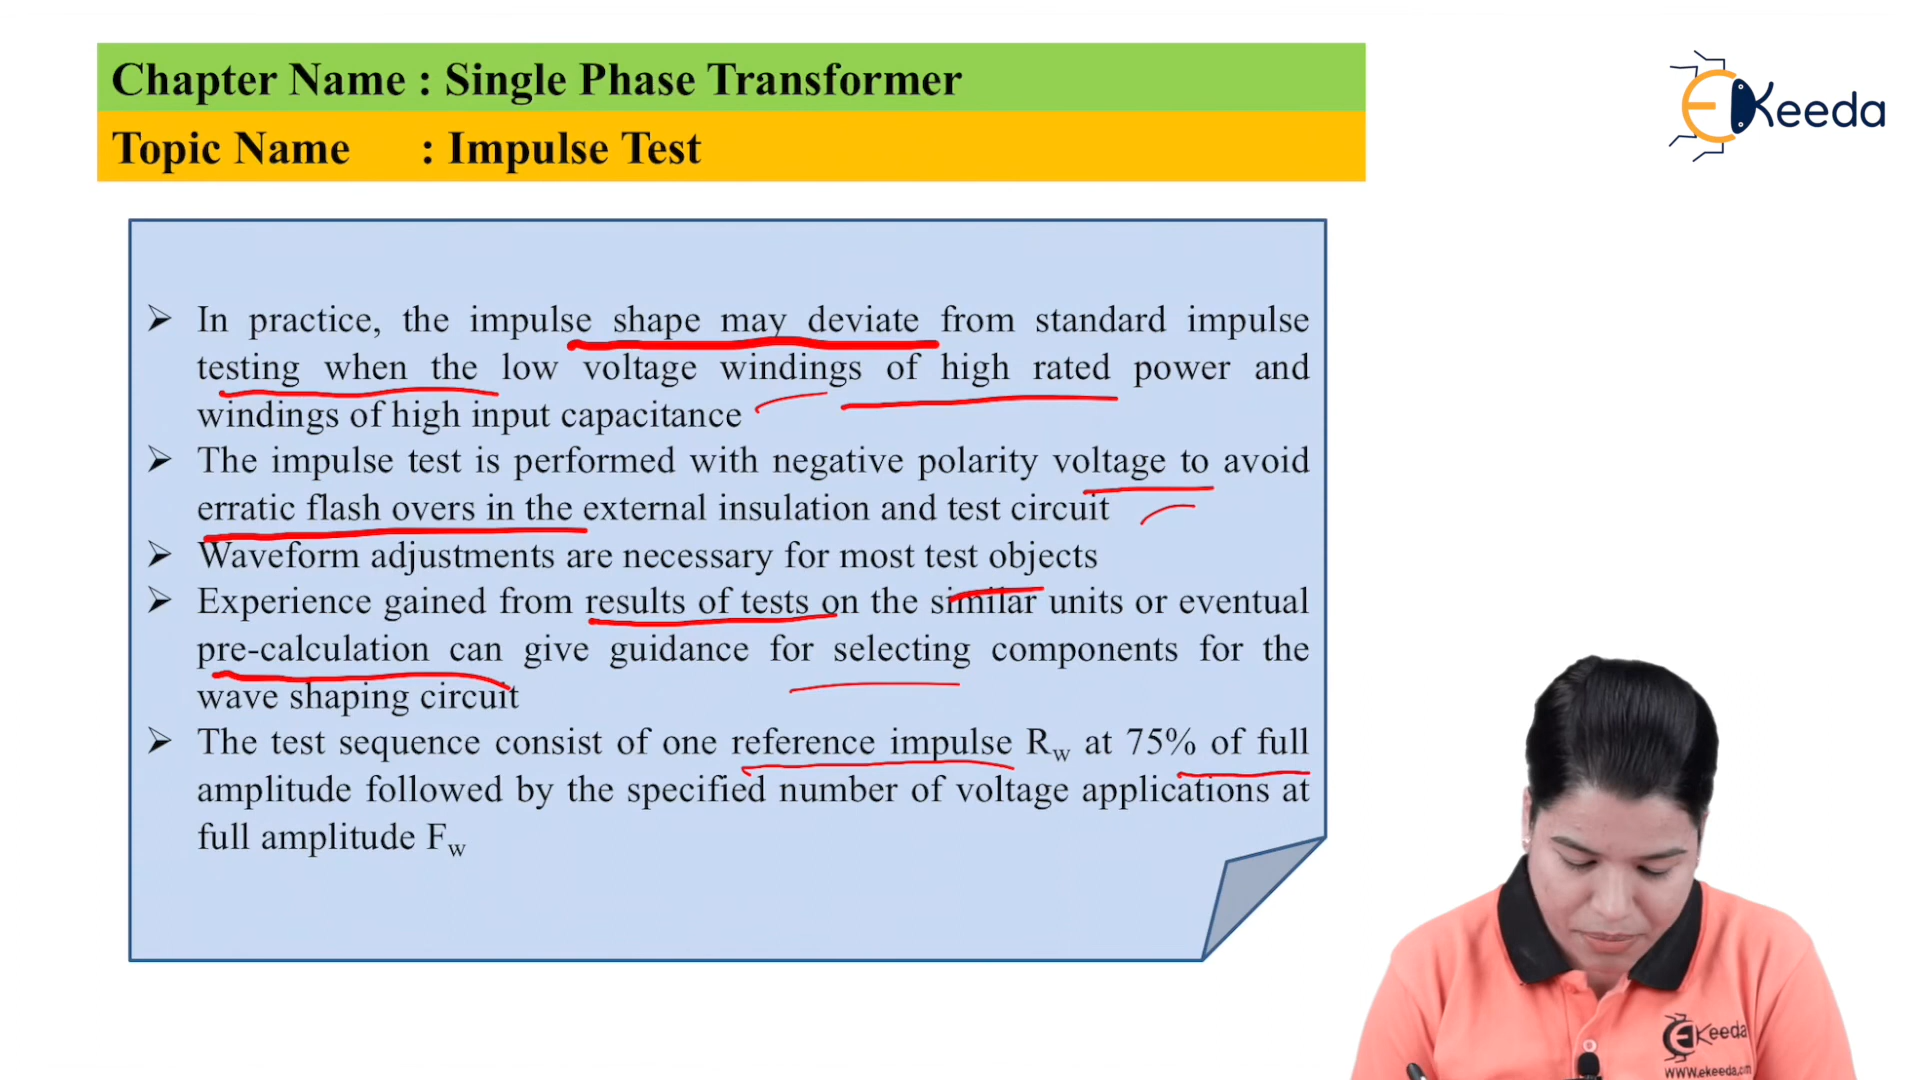 Chapter Name : Single Phase Transformer
Topic Name : Impulse Test
EKeeda
➢ In practice, the impulse shape may deviate from standard impulse
testing when the low voltage windings of high rated power and
windings of high input capacitance
➢ The impulse test is performed with negative polarity voltage to avoid
erratic flash overs in the external insulation and test circuit
➢ Waveform adjustments are necessary for most test objects
➢ Experience gained from results of tests on the similar units or eventual
pre-calculation can give guidance for selecting components for the
wave shaping circuit
➢ The test sequence consist of one reference impulse Rw at 75% of full
amplitude followed by the specified number of voltage applications at
full amplitude Fw
EKeeda
www.ekeeda.com